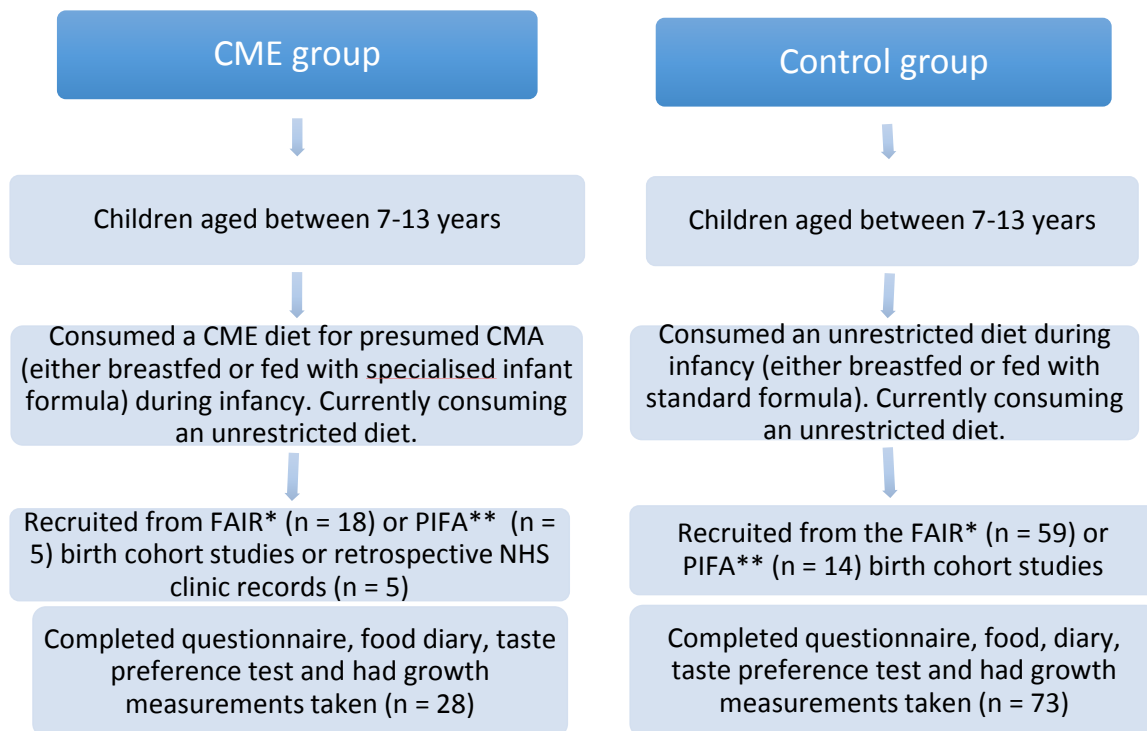 CME group
Children aged between 7-13 years
Consumed a CME diet for presumed CMA
(either breastfed or fed with specialised infant
formula) during infancy. Currently consuming
an unrestricted diet.
Recruited from FAIR* (n = 18) or PIFA** (n =
5) birth cohort studies or retrospective NHS
clinic records (n = 5)
Completed questionnaire, food diary, taste
preference test and had growth
measurements taken (n = 28)
Control group
Children aged between 7-13 years
Consumed an unrestricted diet during
infancy (either breastfed or fed with
standard formula). Currently consuming
an unrestricted diet.
Recruited from the FAIR* (n = 59) or
PIFA** (n = 14) birth cohort studies
Completed questionnaire, food, diary,
taste preference test and had growth
measurements taken (n = 73)